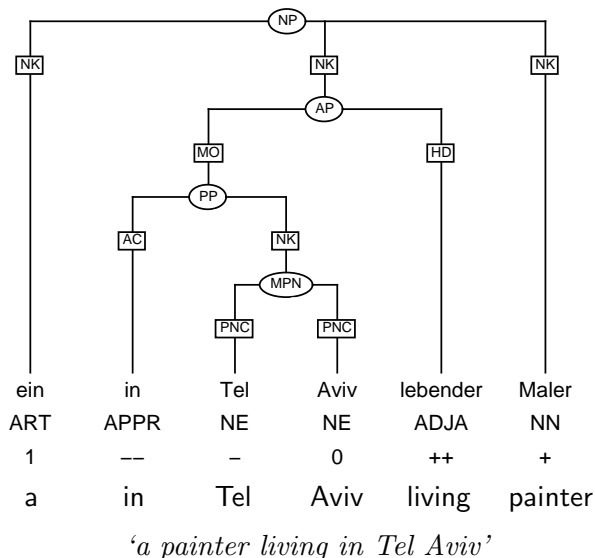 NP
NK NK NK
AP
MO HD
PP
AC NK
MPN
PNC PNC
ein in Tel Aviv lebender Maler
ART APPR NE NE ADJA NN
1 −− − 0 ++ +
a in Tel Aviv living painter
‘a painter living in Tel Aviv’